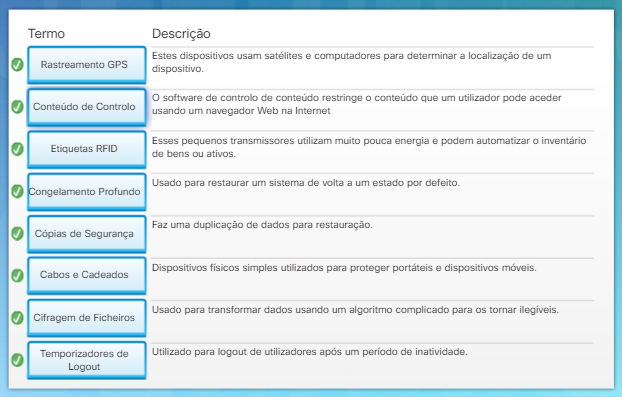 Termo Descrição
Rastreamento GPS
Estes dispositivos usam satélites e computadores para determinar a localização de um
dispositivo.
Conteúdo de Controlo
O software de controlo de conteúdo restringe o conteúdo que um utilizador pode aceder
usando um navegador Web na Internet
Etiquetas RFID
Esses pequenos transmissores utilizam muito pouca energia e podem automatizar o inventário
de bens ou ativos.
Congelamento Profundo
Usado para restaurar um sistema de volta a um estado por defeito.
Cópias de Segurança
Faz uma duplicação de dados para restauração.
Cabos e Cadeados
Dispositivos físicos simples utilizados para proteger portáteis e dispositivos móveis.
Cifragem de Ficheiros
Usado para transformar dados usando um algoritmo complicado para os tornar ilegíveis.
Temporizadores de
Logout
Utilizado para logout de utilizadores após um período de inatividade.